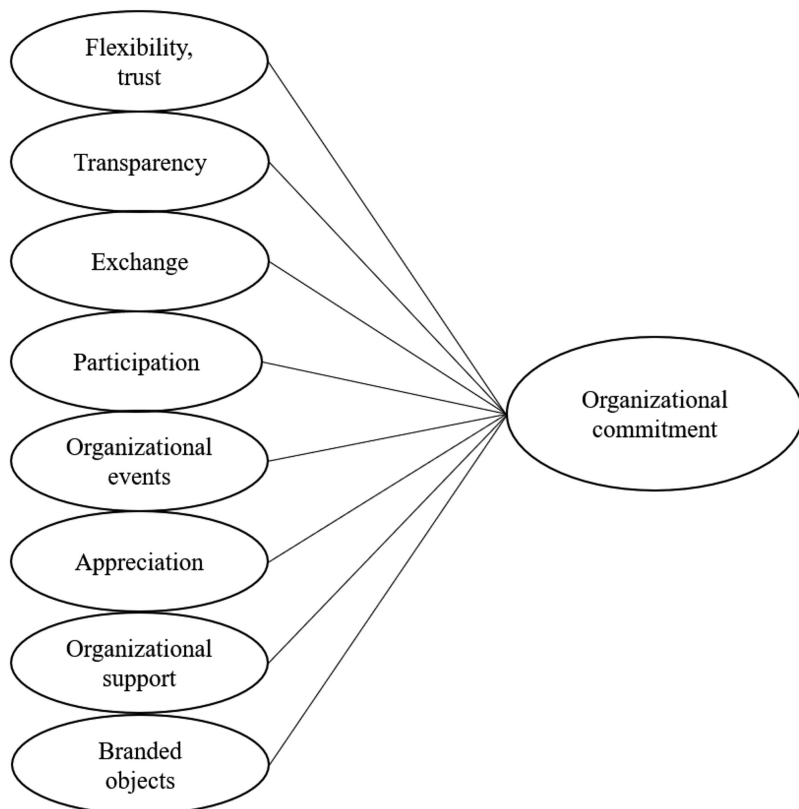 Flexibility,
trust
Transparency
Exchange
Participation
Organizational
events
Appreciation
Organizational
support
Branded
objects
Organizational
commitment